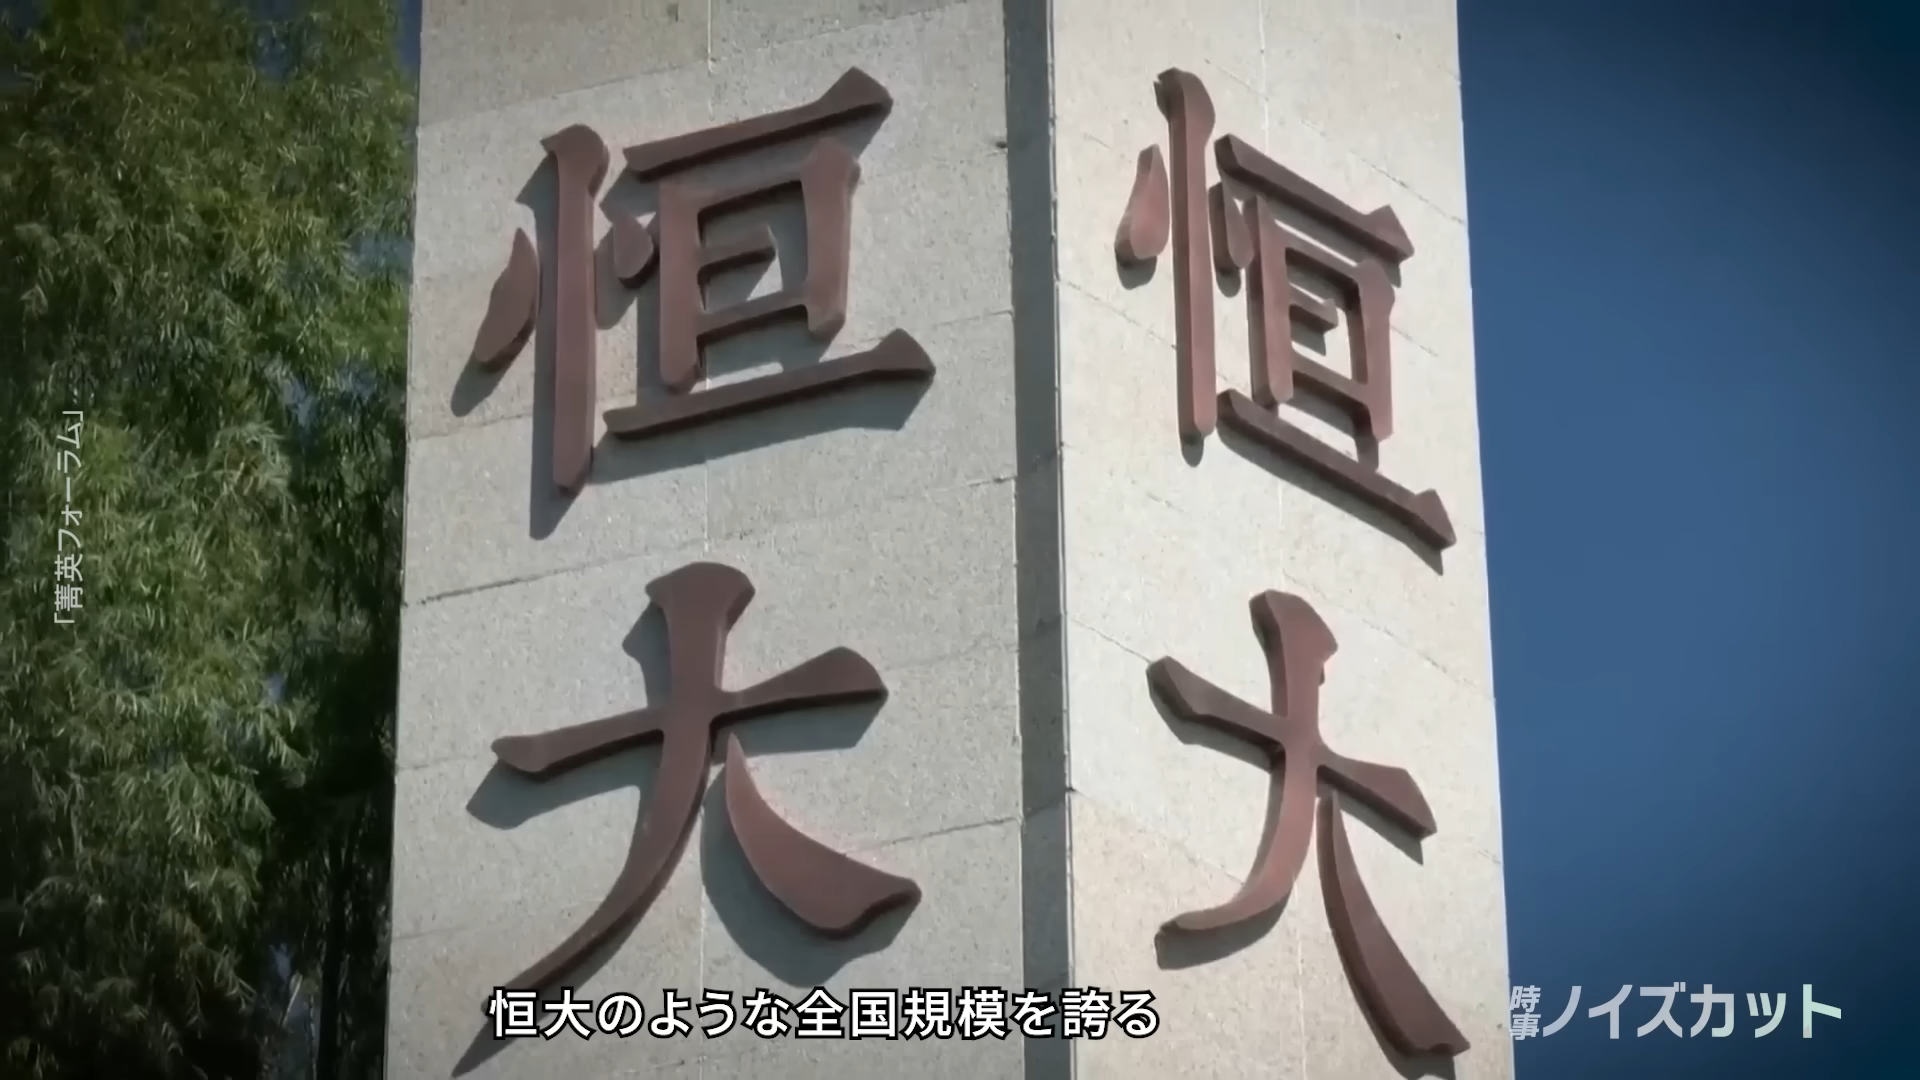 恒大
恒大
「菁英フォーラム」
恒大のような全国規模を誇る
時事ノイズカット